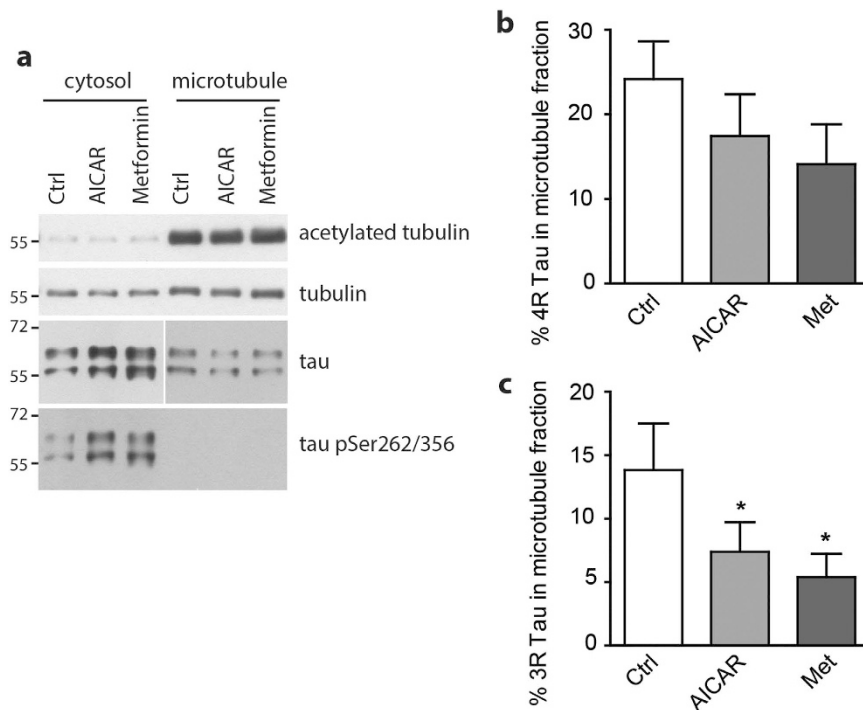 a
cytosol microtubule
Ctrl AICAR Metformin Ctrl AICAR Metformin
55 acetylated tubulin
55 tubulin
72
55 tau
72
55 tau pSer262/356
b
% 4R Tau in microtubule fraction
30
20
10
0
Ctrl AICAR Met
c
% 3R Tau in microtubule fraction
20
15
10
5
0
* *
Ctrl AICAR Met